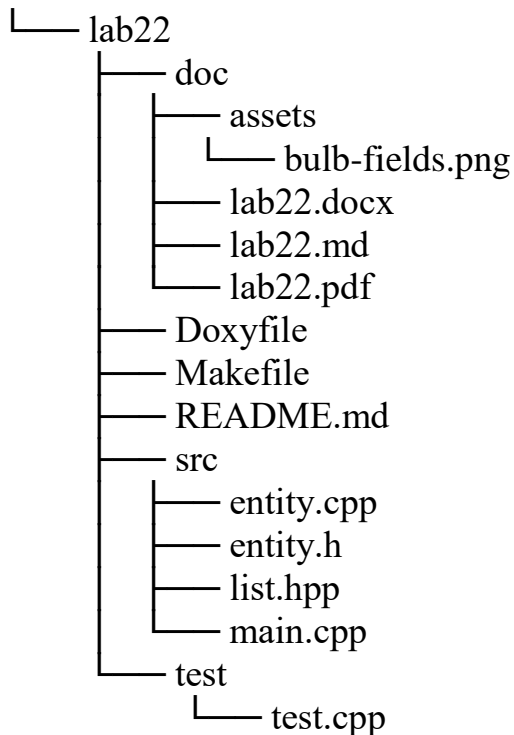 lab22
doc
assets
bulb-fields.png
lab22.docx
lab22.md
lab22.pdf
Doxyfile
Makefile
README.md
src
entity.cpp
entity.h
list.hpp
main.cpp
test
test.cpp